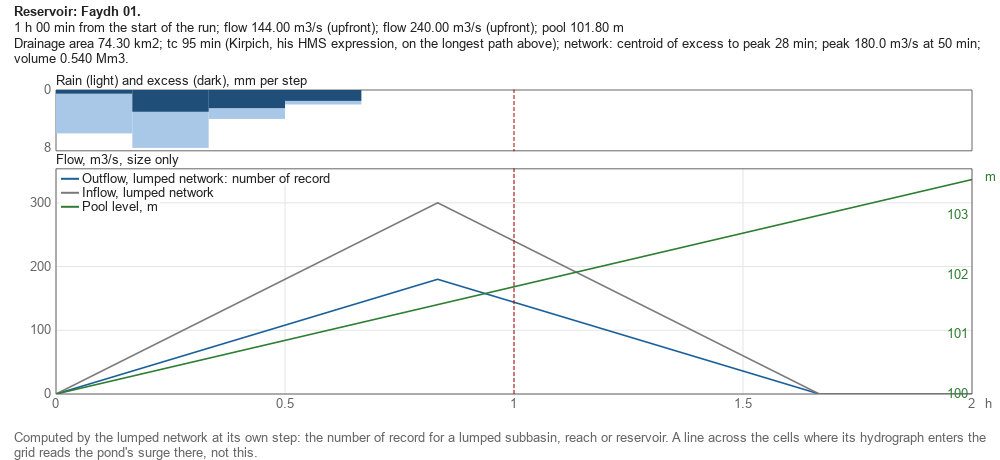 Reservoir: Faydh 01.
1 h 00 min from the start of the run; flow 144.00 m3/s (upfront); flow 240.00 m3/s (upfront); pool 101.80 m
Drainage area 74.30 km2; tc 95 min (Kirpich, his HMS expression, on the longest path above); network: centroid of excess to peak 28 min; peak 180.0 m3/s at 50 min;
volume 0.540 Mm3.
Rain (light) and excess (dark), mm per step
0
8
Flow, m3/s, size only
Outflow, lumped network: number of record
Inflow, lumped network
Pool level, m
m
300
200
100
0
103
102
101
100
0
0.5
1
1.5
2
h
Computed by the lumped network at its own step: the number of record for a lumped subbasin, reach or reservoir. A line across the cells where its hydrograph enters the
grid reads the pond's surge there, not this.